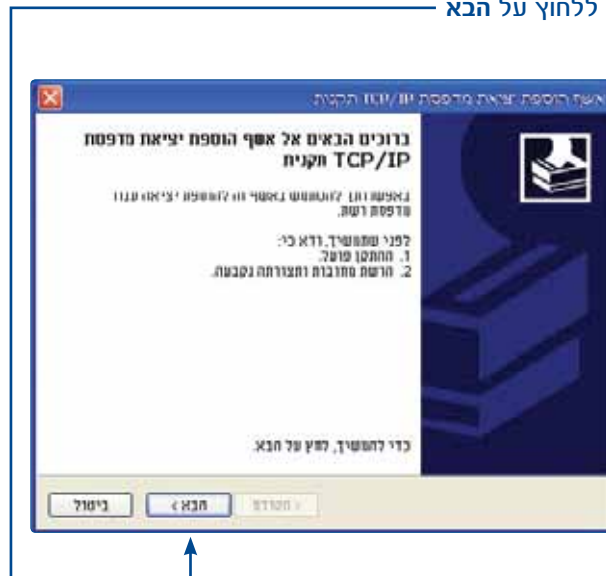 ללחוץ על הבא
אשף הוספת יציאת מדפסת TCP/IP תקנית
ברוכים הבאים אל אשף הוספת יציאת מדפסת
TCP/IP תקנית
באפשרותך להשתמש באשף זה להוספת יציאה עבור
מדפסת רשת.
לפני שתמשיך, ודא כי:
1. ההתקן פועל.
2. הרשת מחוברת ותצורתה נקבעה.
כדי להמשיך, לחץ על הבא.
< הקודם הבא > ביטול